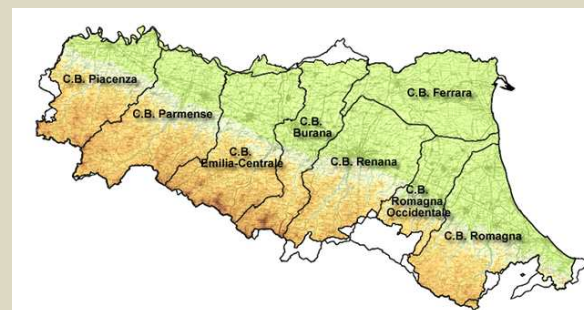 C.B. Piacenza
C.B. Parmense
C.B.
Emilia-Centrale
C.B.
Burana
C.B. Ferrara
C.B. Renana
C.B.
Romagna
Occidentale
C.B. Romagna